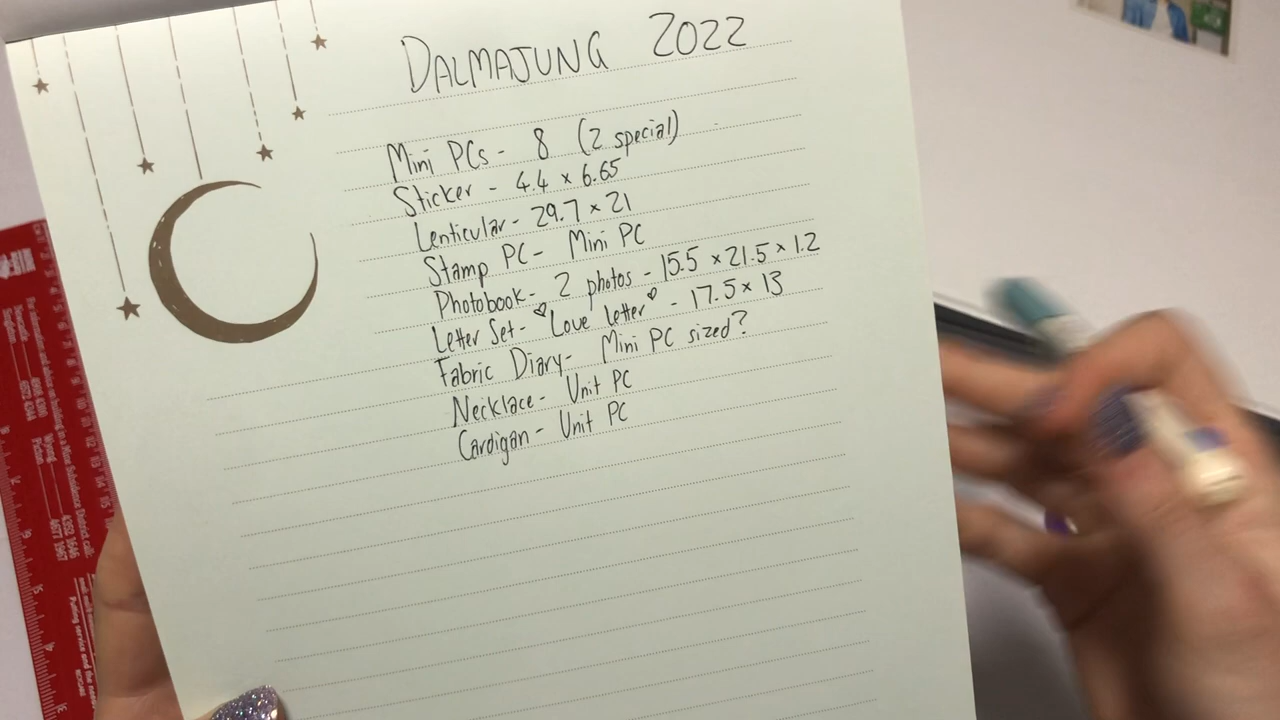 DALMAJUNG 2022
Mini PCs - 8 (2 special)
Sticker - 4.4 x 6.65
Lenticular - 29.7 x 21
Stamp PC - Mini PC
Photobook - 2 photos - 15.5 x 21.5 x 1.2
Letter Set - ♡Love letter♡ - 17.5 x 13
Fabric Diary - Mini PC sized?
Necklace - Unit PC
Cardigan - Unit PC